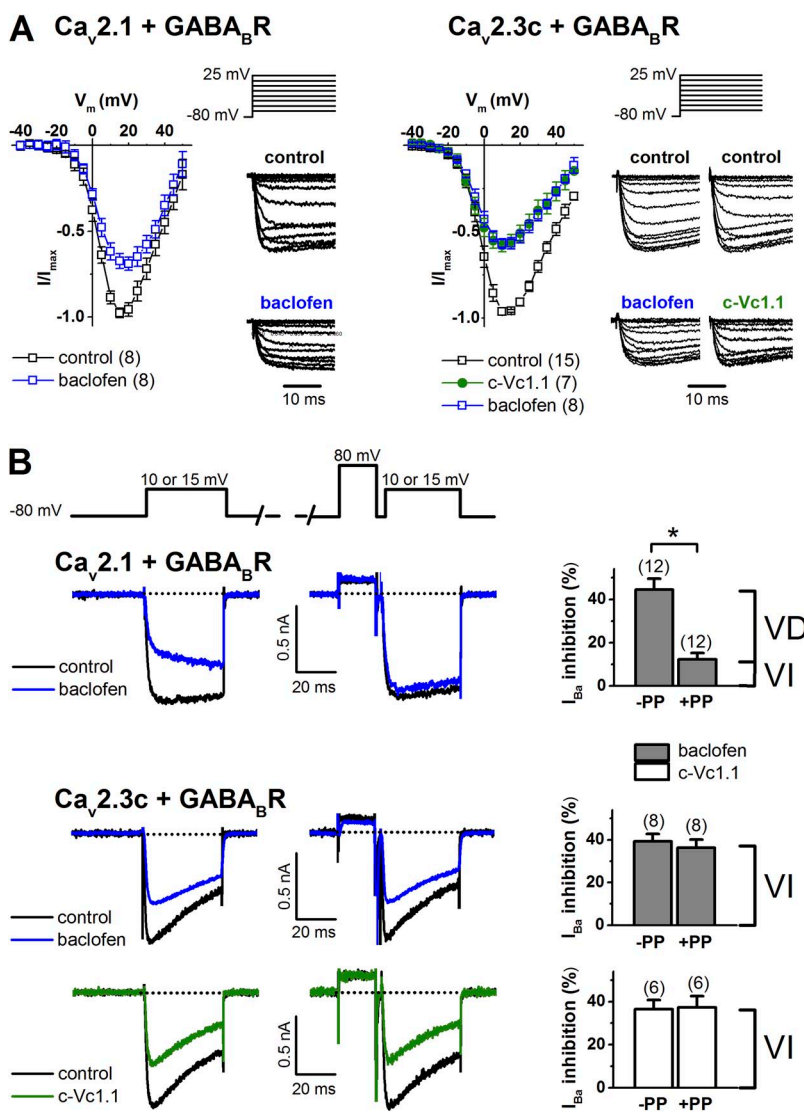 A
Cav2.1 + GABABR
Cav2.3c + GABABR
25 mV
-80 mV
Vm (mV)
-40 -20 0 20 40
-0.5
-1.0
I/Imax
control
baclofen
control (8)
baclofen (8)
10 ms
25 mV
-80 mV
Vm (mV)
-40 -20 0 20 40
-0.5
-1.0
I/Imax
control control
baclofen c-Vc1.1
control (15)
c-Vc1.1 (7)
baclofen (8)
10 ms
B
80 mV
10 or 15 mV 10 or 15 mV
-80 mV
Cav2.1 + GABABR
control
baclofen
0.5 nA
20 ms
IBa inhibition (%)
40
20
0
(12)
*
(12)
-PP +PP
VD
VI
baclofen
c-Vc1.1
Cav2.3c + GABABR
control
baclofen
0.5 nA
20 ms
IBa inhibition (%)
40
20
0
(8) (8)
-PP +PP
VI
control
c-Vc1.1
0.5 nA
20 ms
IBa inhibition (%)
40
20
0
(6) (6)
-PP +PP
VI